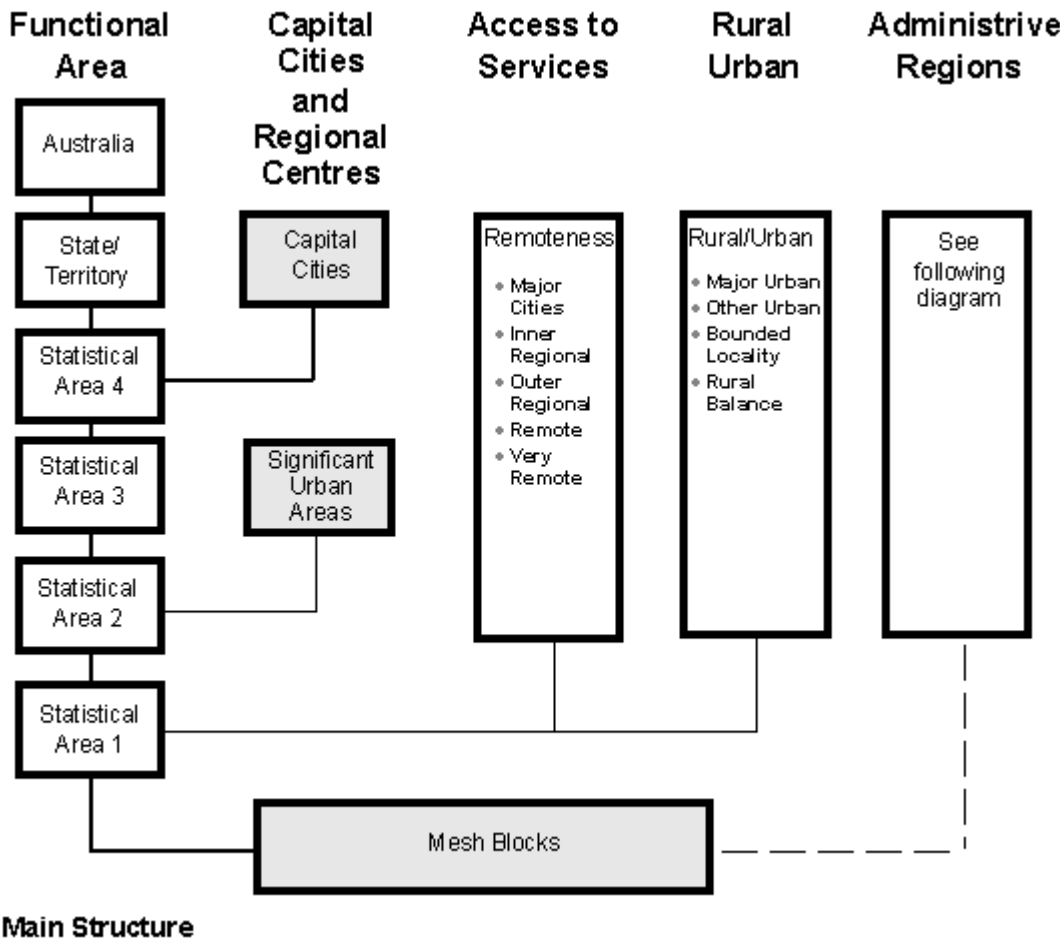 Functional
Area
Capital
Cities
and
Regional
Centres
Access to
Services
Rural
Urban
Administrive
Regions
Australia
State/
Territory
Statistical
Area 4
Statistical
Area 3
Statistical
Area 2
Statistical
Area 1
Capital
Cities
Significant
Urban
Areas
Remoteness
• Major
Cities
• Inner
Regional
• Outer
Regional
• Remote
• Very
Remote
Rural/Urban
• Major Urban
• Other Urban
• Bounded
Locality
• Rural
Balance
See
following
diagram
Mesh Blocks
Main Structure